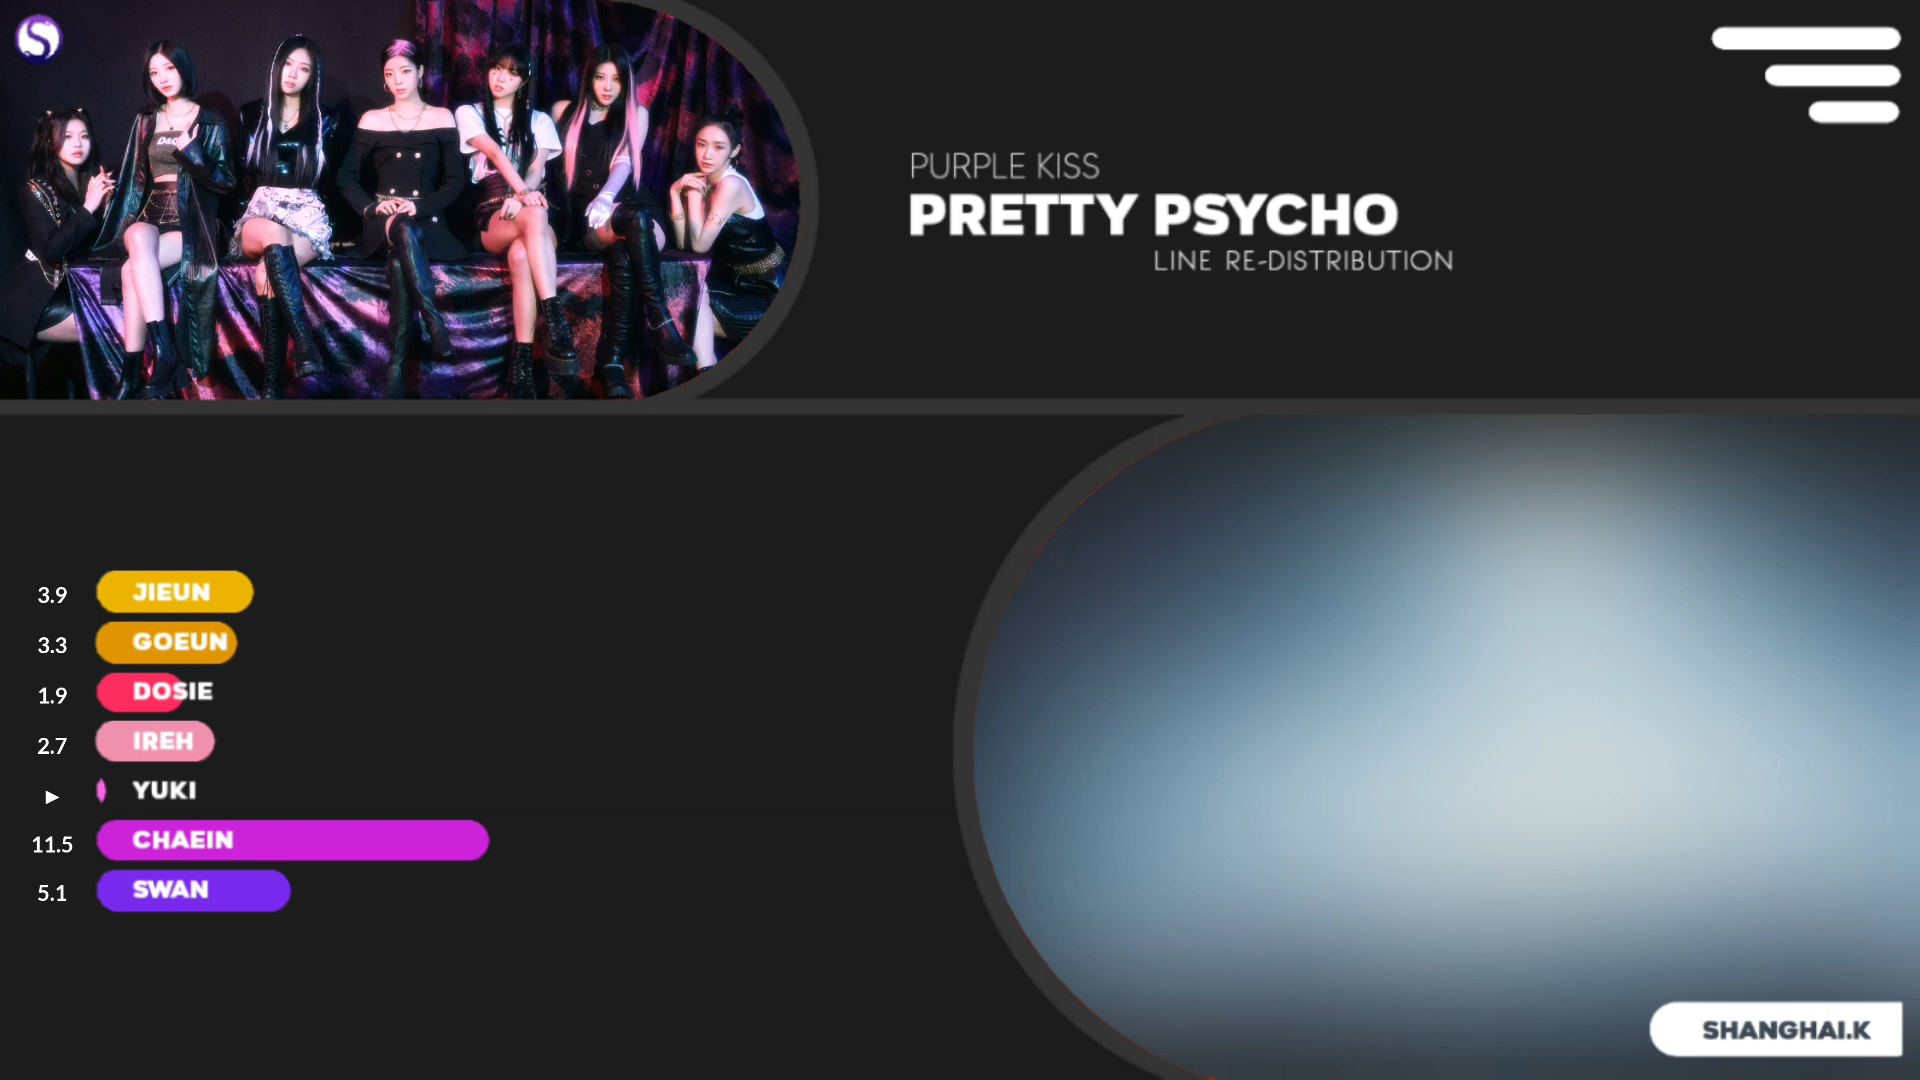 S
PURPLE KISS
PRETTY PSYCHO
LINE RE-DISTRIBUTION
3.9 JIEUN
3.3 GOEUN
1.9 DOSIE
2.7 IREH
▶ YUKI
11.5 CHAEIN
5.1 SWAN
SHANGHAI.K